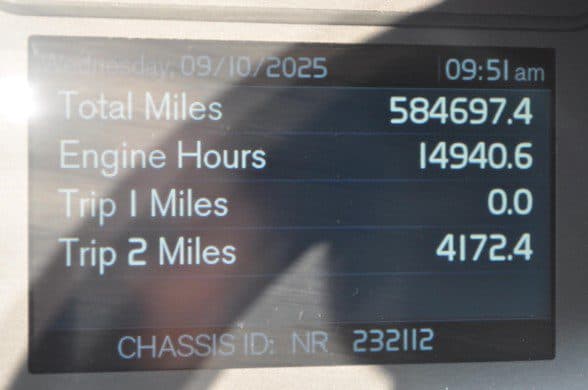 Wednesday, 09/10/2025 09:51 am
Total Miles 584697.4
Engine Hours 14940.6
Trip 1 Miles 0.0
Trip 2 Miles 4172.4
CHASSIS ID: NR 232112